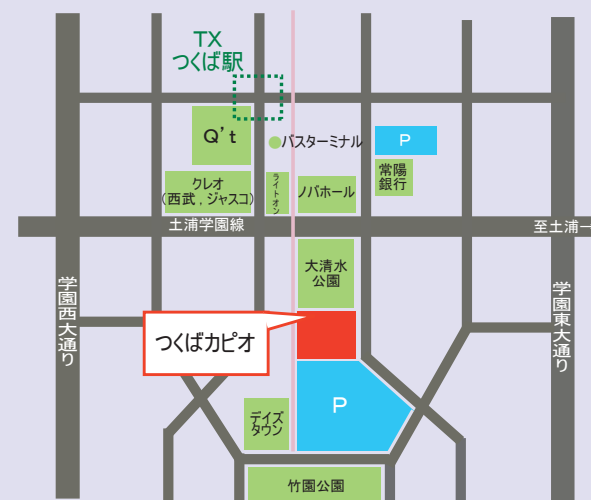 TX
つくば駅
Q't
バスターミナル
P
クレオ
(西武 , ジャスコ)
ライトオン
ノバホール
常陽
銀行
土浦学園線
至土浦→
大清水
公園
学園西大通り
学園東大通り
つくばカピオ
P
デイズ
タウン
竹園公園